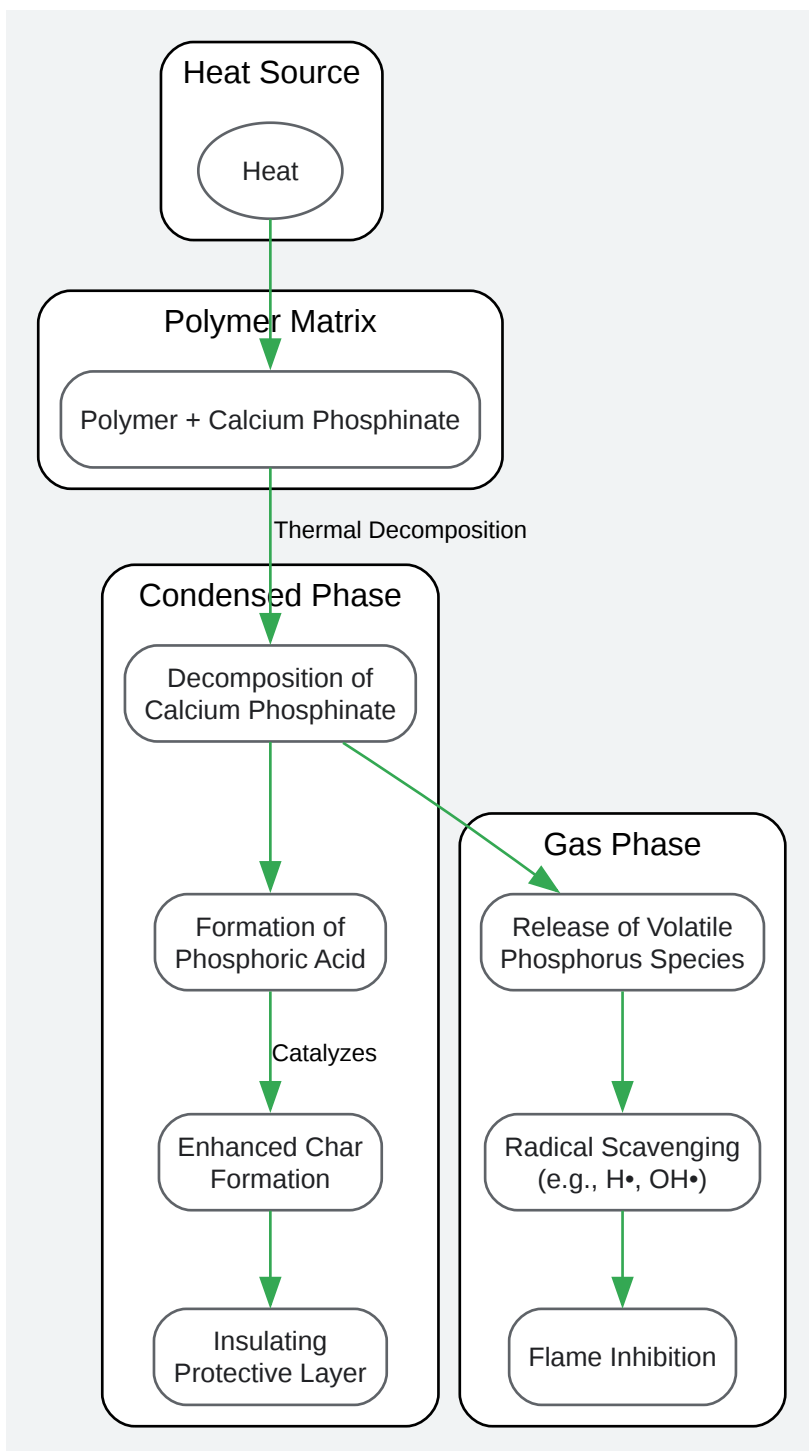 Heat Source
Heat
Polymer Matrix
Polymer + Calcium Phosphinate
Thermal Decomposition
Condensed Phase
Decomposition of
Calcium Phosphinate
Formation of
Phosphoric Acid
Catalyzes
Enhanced Char
Formation
Insulating
Protective Layer
Gas Phase
Release of Volatile
Phosphorus Species
Radical Scavenging
(e.g., H•, OH•)
Flame Inhibition